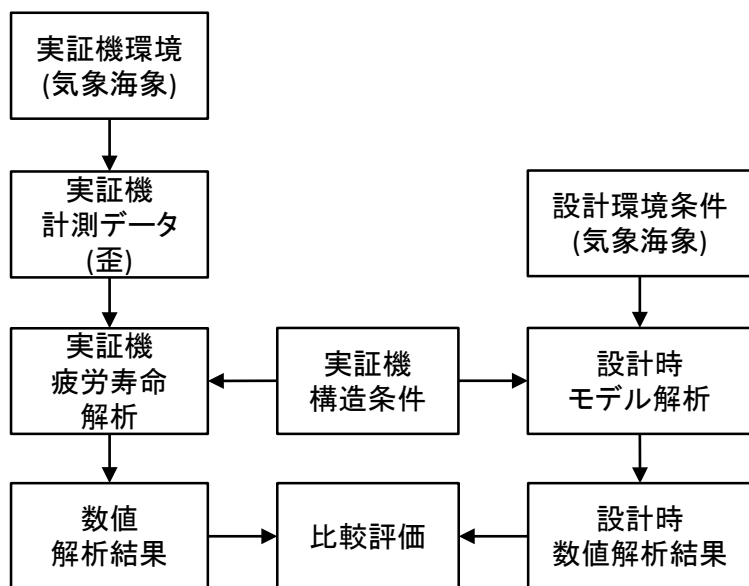 実証機環境
(気象海象)
実証機
計測データ
(歪)
設計環境条件
(気象海象)
実証機
疲労寿命
解析
実証機
構造条件
設計時
モデル解析
数値
解析結果
比較評価
設計時
数値解析結果